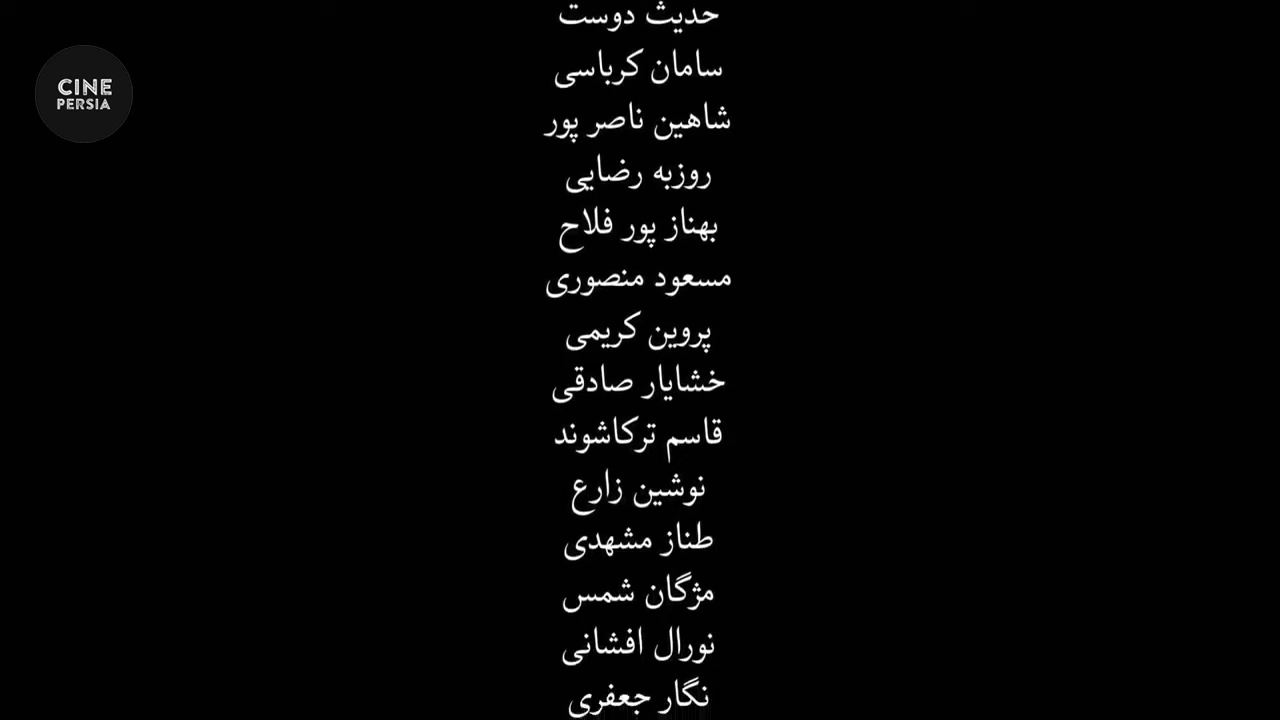 CINE
PERSIA
حدیث دوست
سامان کرباسی
شاهین ناصر پور
روزبه رضایی
بهناز پور فلاح
مسعود منصوری
پروین کریمی
خشایار صادقی
قاسم ترکاشوند
نوشین زارع
طناز مشهدی
مژگان شمس
نورال افشانی
نگار جعفری